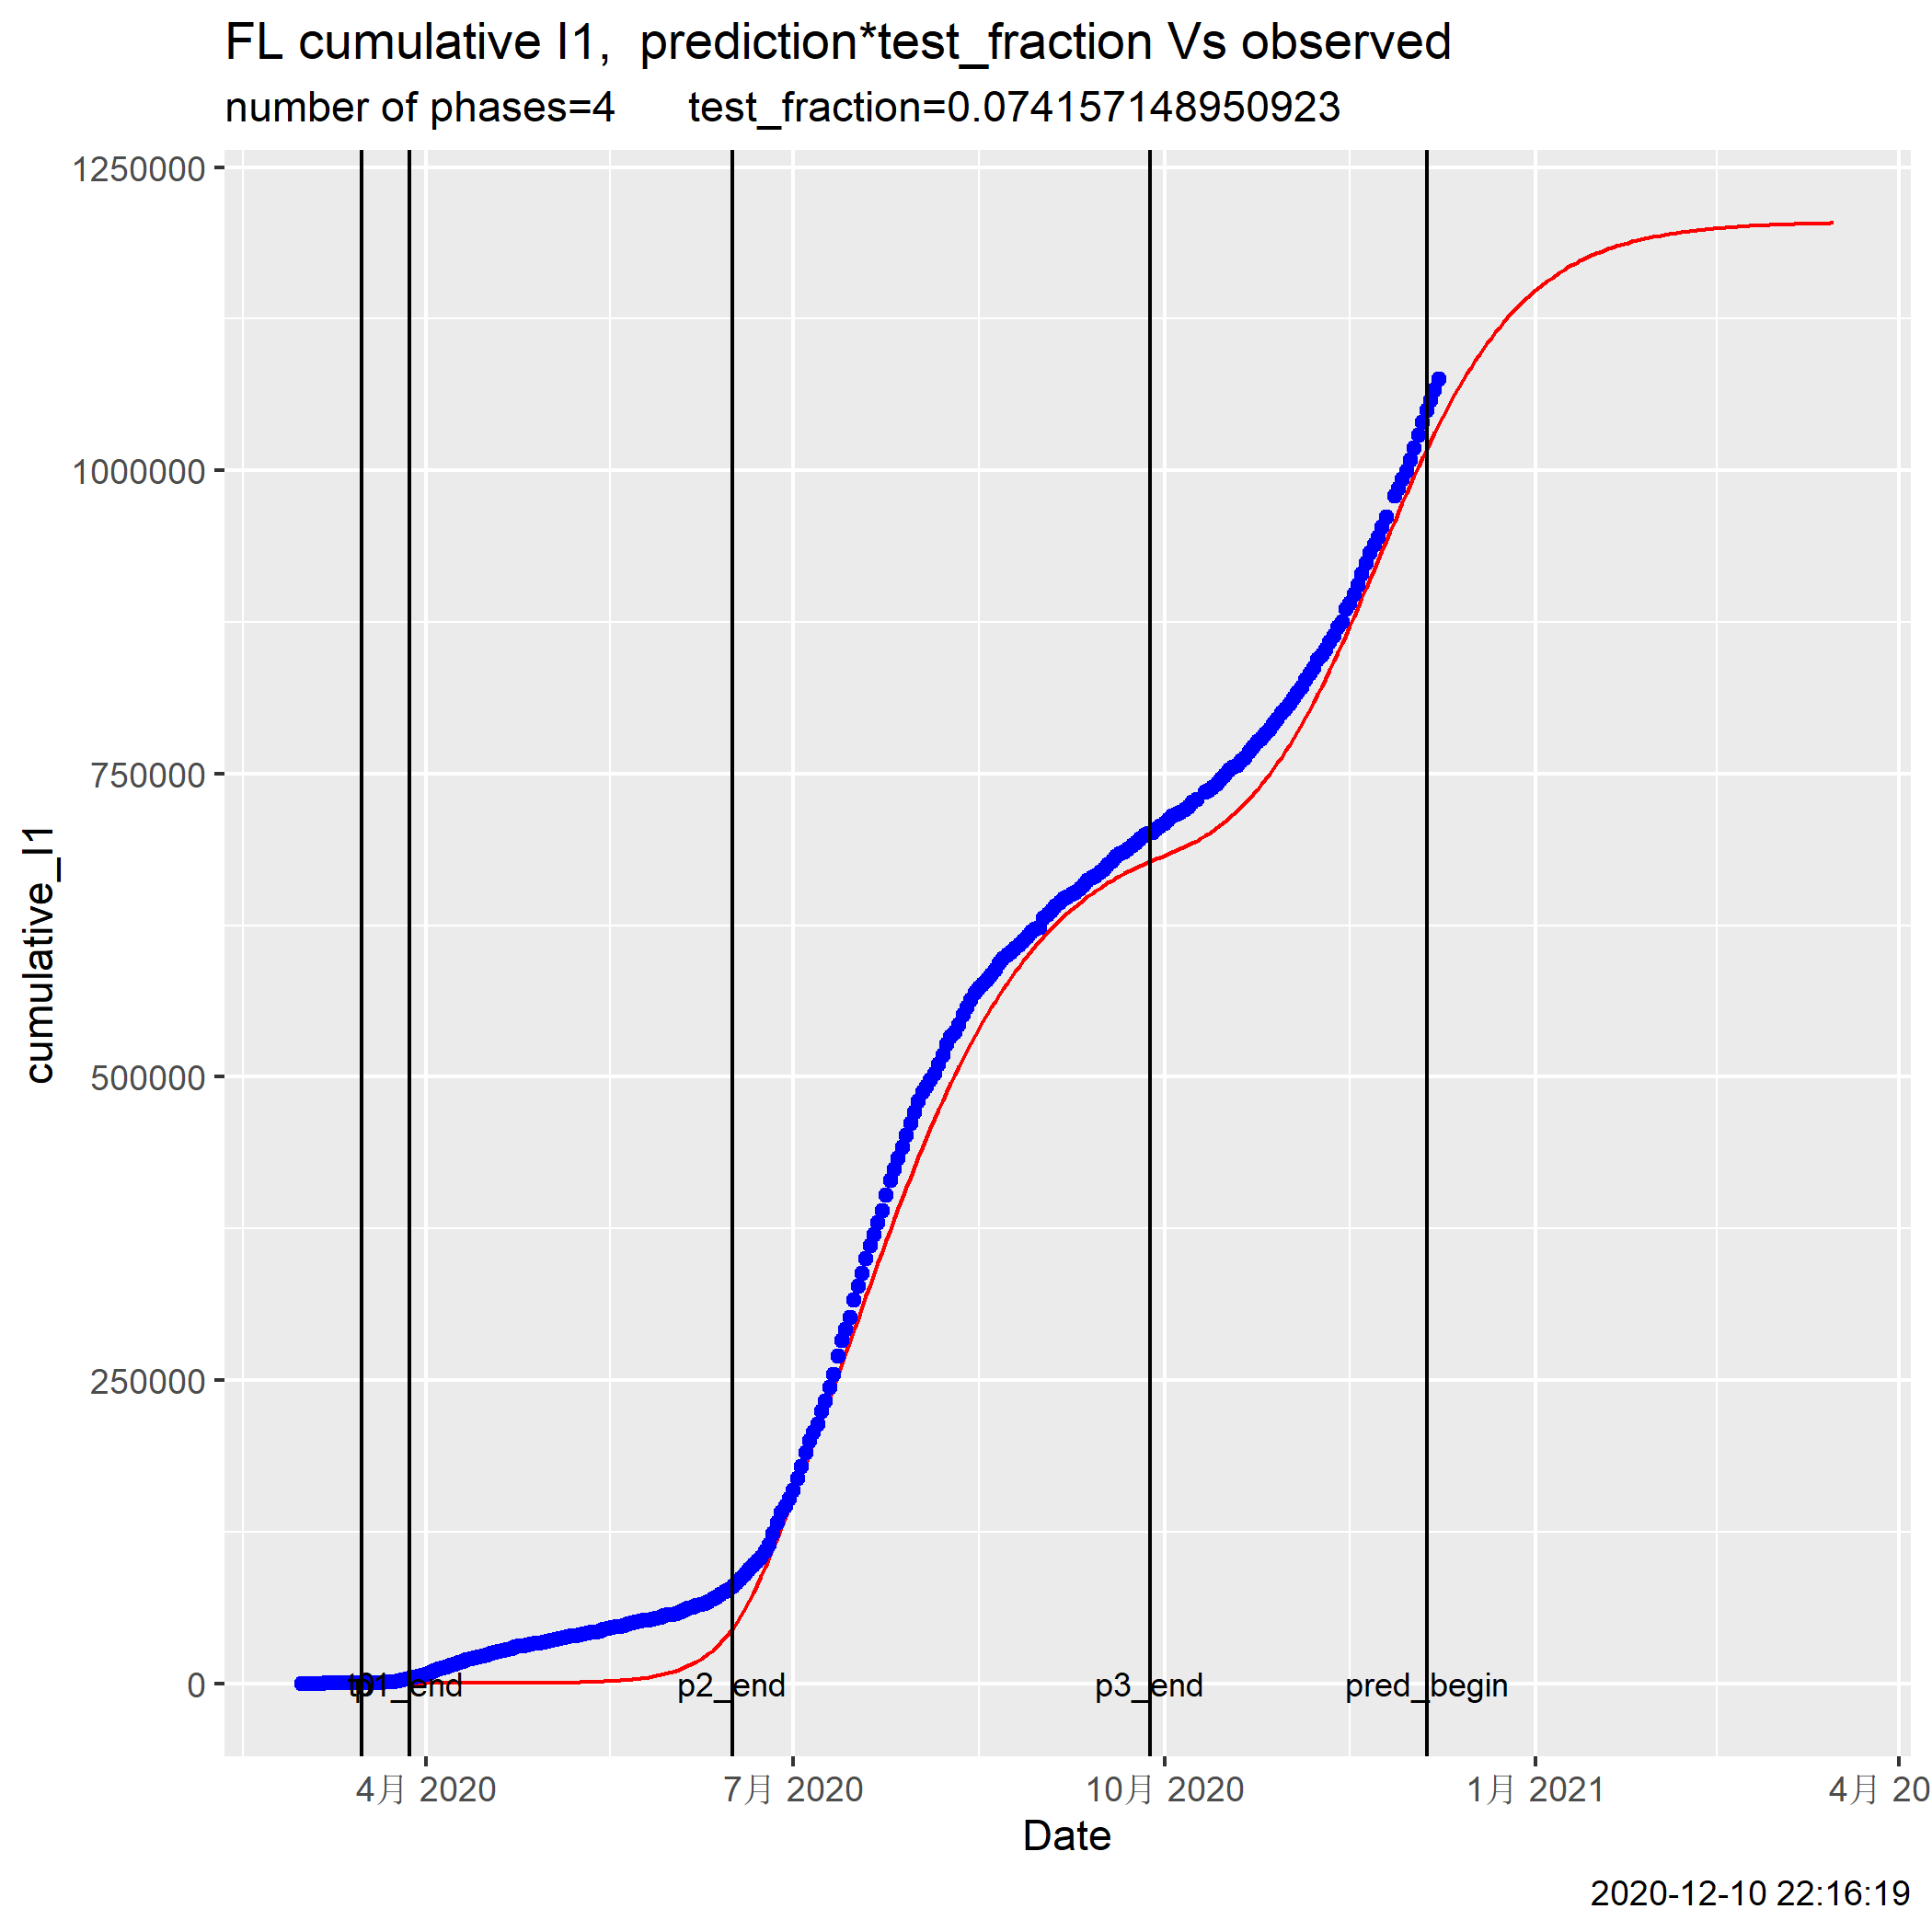 FL cumulative I1,  prediction*test_fraction Vs observed
number of phases=4      test_fraction=0.074157148950923
1250000
1000000
750000
500000
250000
0
cumulative_I1
p1_end
p2_end
p3_end
pred_begin
4月 2020
7月 2020
10月 2020
1月 2021
4月 20
Date
2020-12-10 22:16:19